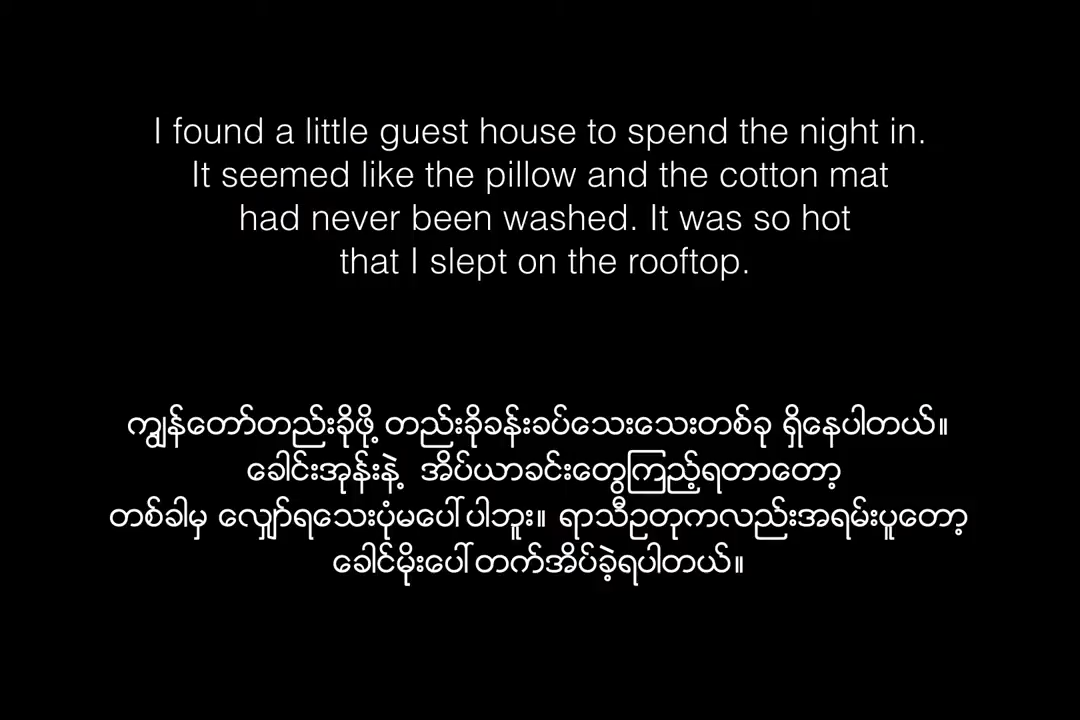 I found a little guest house to spend the night in.
It seemed like the pillow and the cotton mat
had never been washed. It was so hot
that I slept on the rooftop.
ကျွန်တော်တည်းခိုဖို့ တည်းခိုခန်းခပ်သေးသေးတစ်ခု ရှိနေပါတယ်။
ခေါင်းအုန်းနဲ့ အိပ်ယာခင်းတွေကြည့်ရတာတော့
တစ်ခါမှ လျှော်ရသေးပုံမပေါ်ပါဘူး။ ရာသီဥတုကလည်းအရမ်းပူတော့
ခေါင်မိုးပေါ်တက်အိပ်ခဲ့ရပါတယ်။